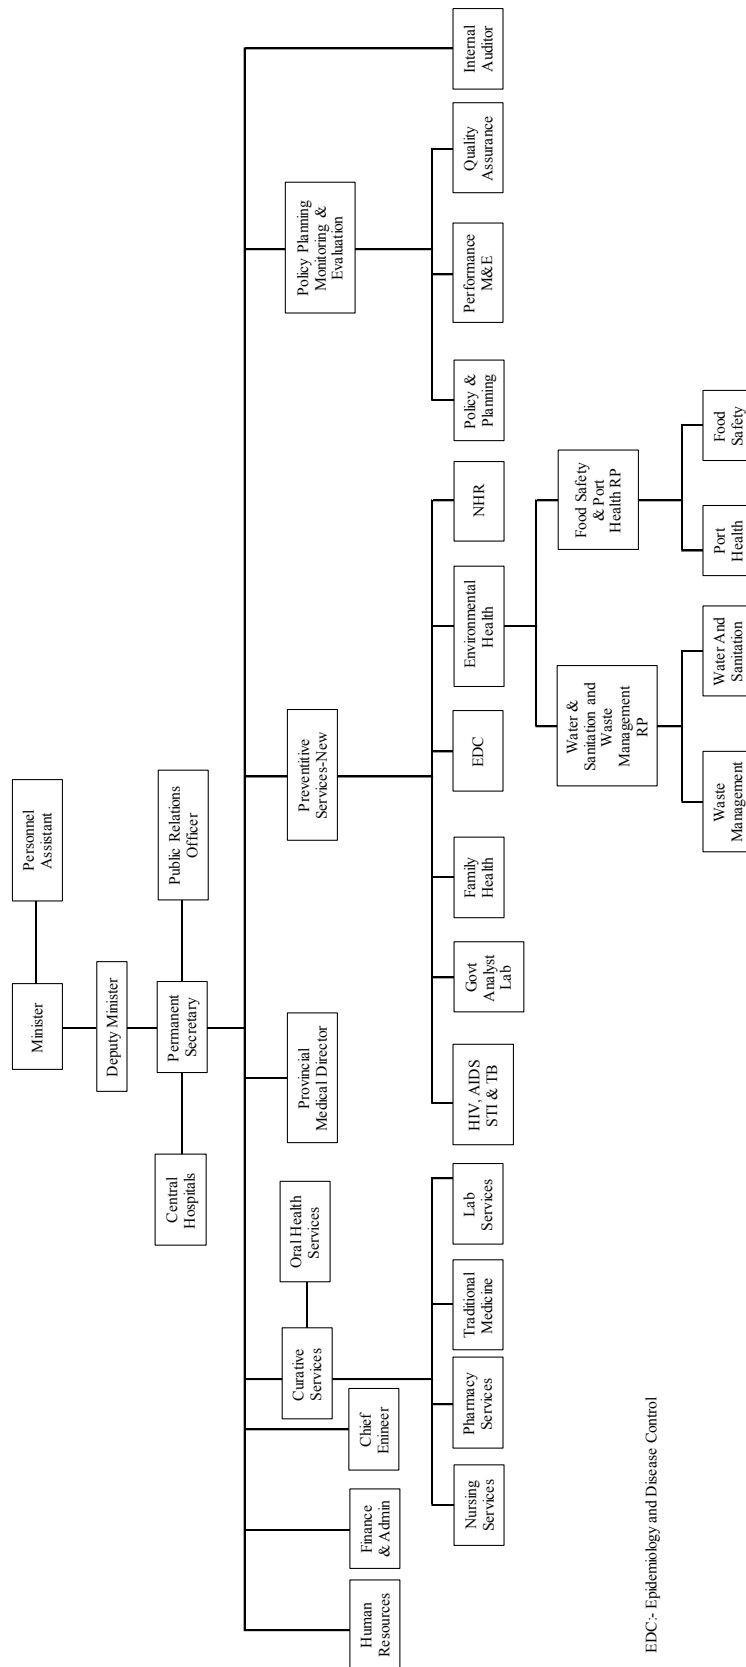 Minister
Personnel
Assistant
Deputy Minister
Central
Hospitals
Permanent
Secretary
Public Relations
Officer
Human
Resources
Finance
& Admin
Chief
Enineer
Curative
Services
Oral Health
Services
Provincial
Medical Director
Preventitive
Services-New
Policy Planning
Monitoring &
Evaluation
Internal
Auditor
Nursing
Services
Pharmacy
Services
Traditional
Medicine
Lab
Services
HIV, AIDS
STI & TB
Govt
Analyst
Lab
Family
Health
EDC
Environmental
Health
NHR
Policy &
Planning
Performance
M&E
Quality
Assurance
Water &
Sanitation and
Waste
Management
RP
Food Safety
& Port
Health RP
Waste
Management
Water And
Sanitation
Port
Health
Food
Safety
EDC:- Epidemiology and Disease Control